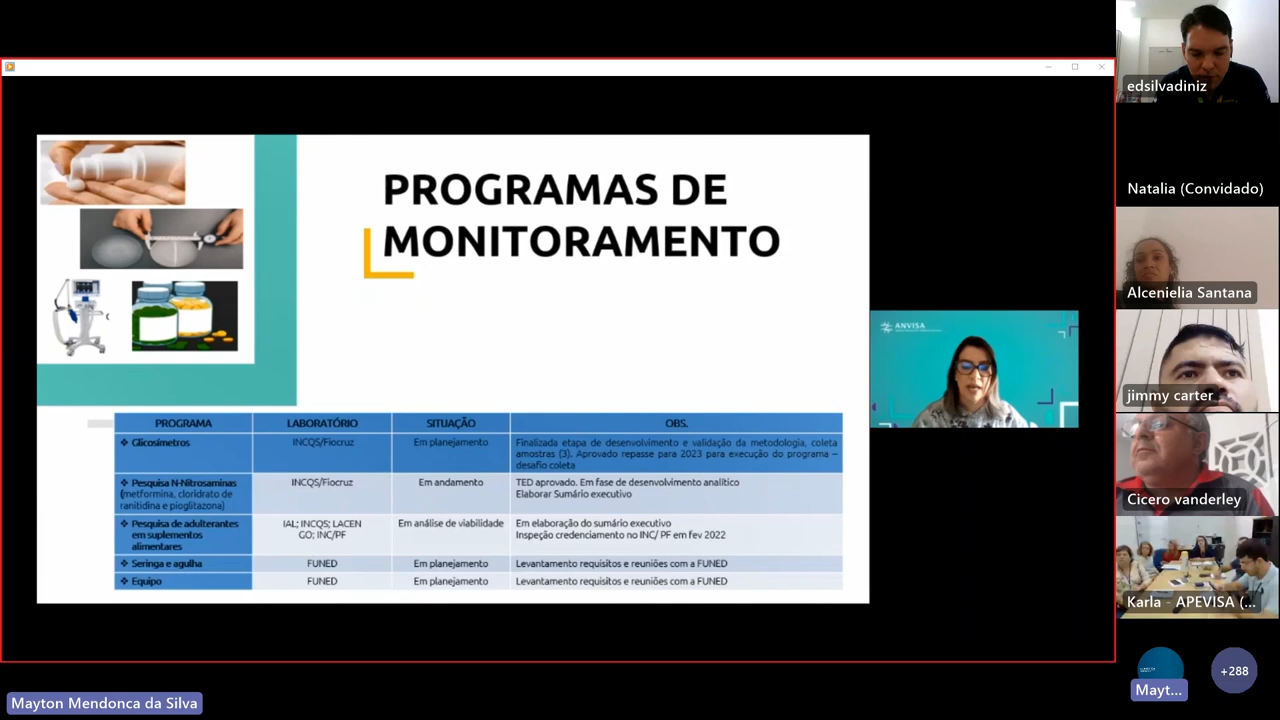 PROGRAMAS DE
MONITORAMENTO
ANVISA
PROGRAMA LABORATÓRIO SITUAÇÃO OBS.
❖ Glicosímetros INCQS/Fiocruz Em planejamento Finalizada etapa de desenvolvimento e validação da metodologia, coleta
amostras (3). Aprovado repasse para 2023 para execução do programa –
desafio coleta
❖ Pesquisa N-Nitrosaminas INCQS/Fiocruz Em andamento TED aprovado. Em fase de desenvolvimento analítico
(metformina, cloridrato de Elaborar Sumário executivo
ranitidina e pioglitazona)
❖ Pesquisa de adulterantes IAL; INCQS; LACEN Em análise de viabilidade Em elaboração do sumário executivo
em suplementos GO; INC/PF Inspeção credenciamento no INC/ PF em fev 2022
alimentares
❖ Seringa e agulha FUNED Em planejamento Levantamento requisitos e reuniões com a FUNED
❖ Equipo FUNED Em planejamento Levantamento requisitos e reuniões com a FUNED
edsilvadiniz
Natalia (Convidado)
Alcenielia Santana
jimmy carter
Cicero vanderley
Karla - APEVISA (...
Mayt...
+288
Mayton Mendonca da Silva